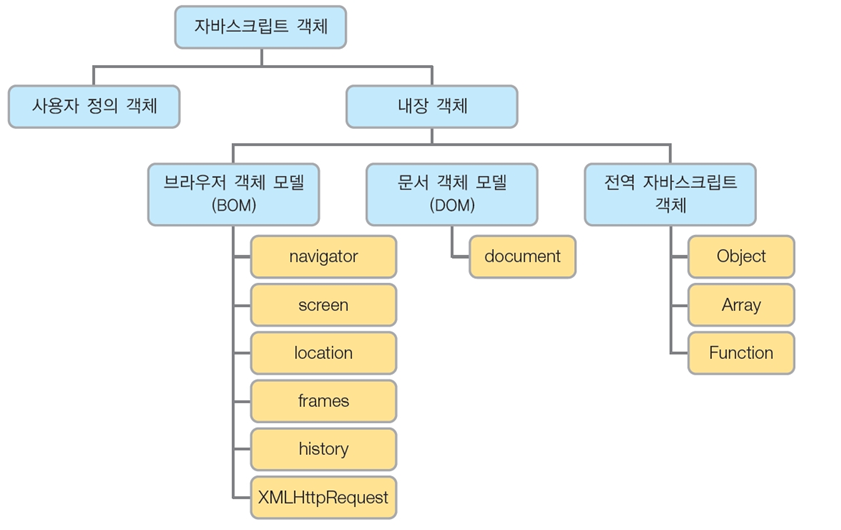 자바스크립트 객체
사용자 정의 객체
내장 객체
브라우저 객체 모델
(BOM)
문서 객체 모델
(DOM)
전역 자바스크립트
객체
navigator
screen
location
frames
history
XMLHttpRequest
document
Object
Array
Function